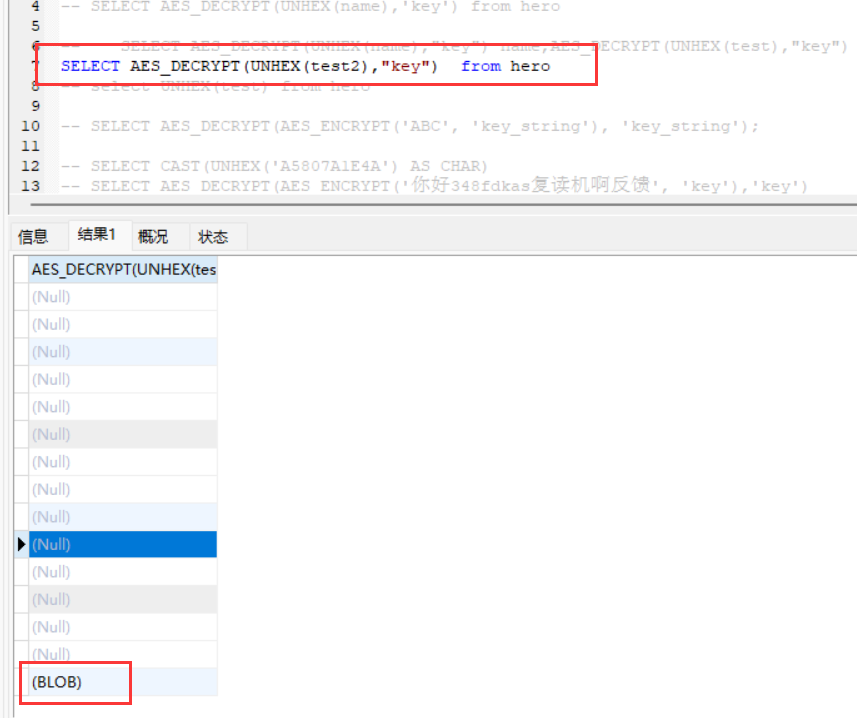 4 -- SELECT AES_DECRYPT(UNHEX(name),'key') from hero
5
6 -- SELECT AES_DECRYPT(UNHEX(name),"key") name,AES_DECRYPT(UNHEX(test),"key")
7 SELECT AES_DECRYPT(UNHEX(test2),"key") from hero
8 -- select UNHEX(test) from hero
9
10 -- SELECT AES_DECRYPT(AES_ENCRYPT('ABC', 'key_string'), 'key_string');
11
12 -- SELECT CAST(UNHEX('A5807A1E4A') AS CHAR)
13 -- SELECT AES_DECRYPT(AES_ENCRYPT('你好348fdkas复读机啊反馈', 'key'),'key')
信息 结果1 概况 状态
AES_DECRYPT(UNHEX(tes
(Null)
(Null)
(Null)
(Null)
(Null)
(Null)
(Null)
(Null)
(Null)
(Null)
(Null)
(Null)
(Null)
(Null)
(BLOB)